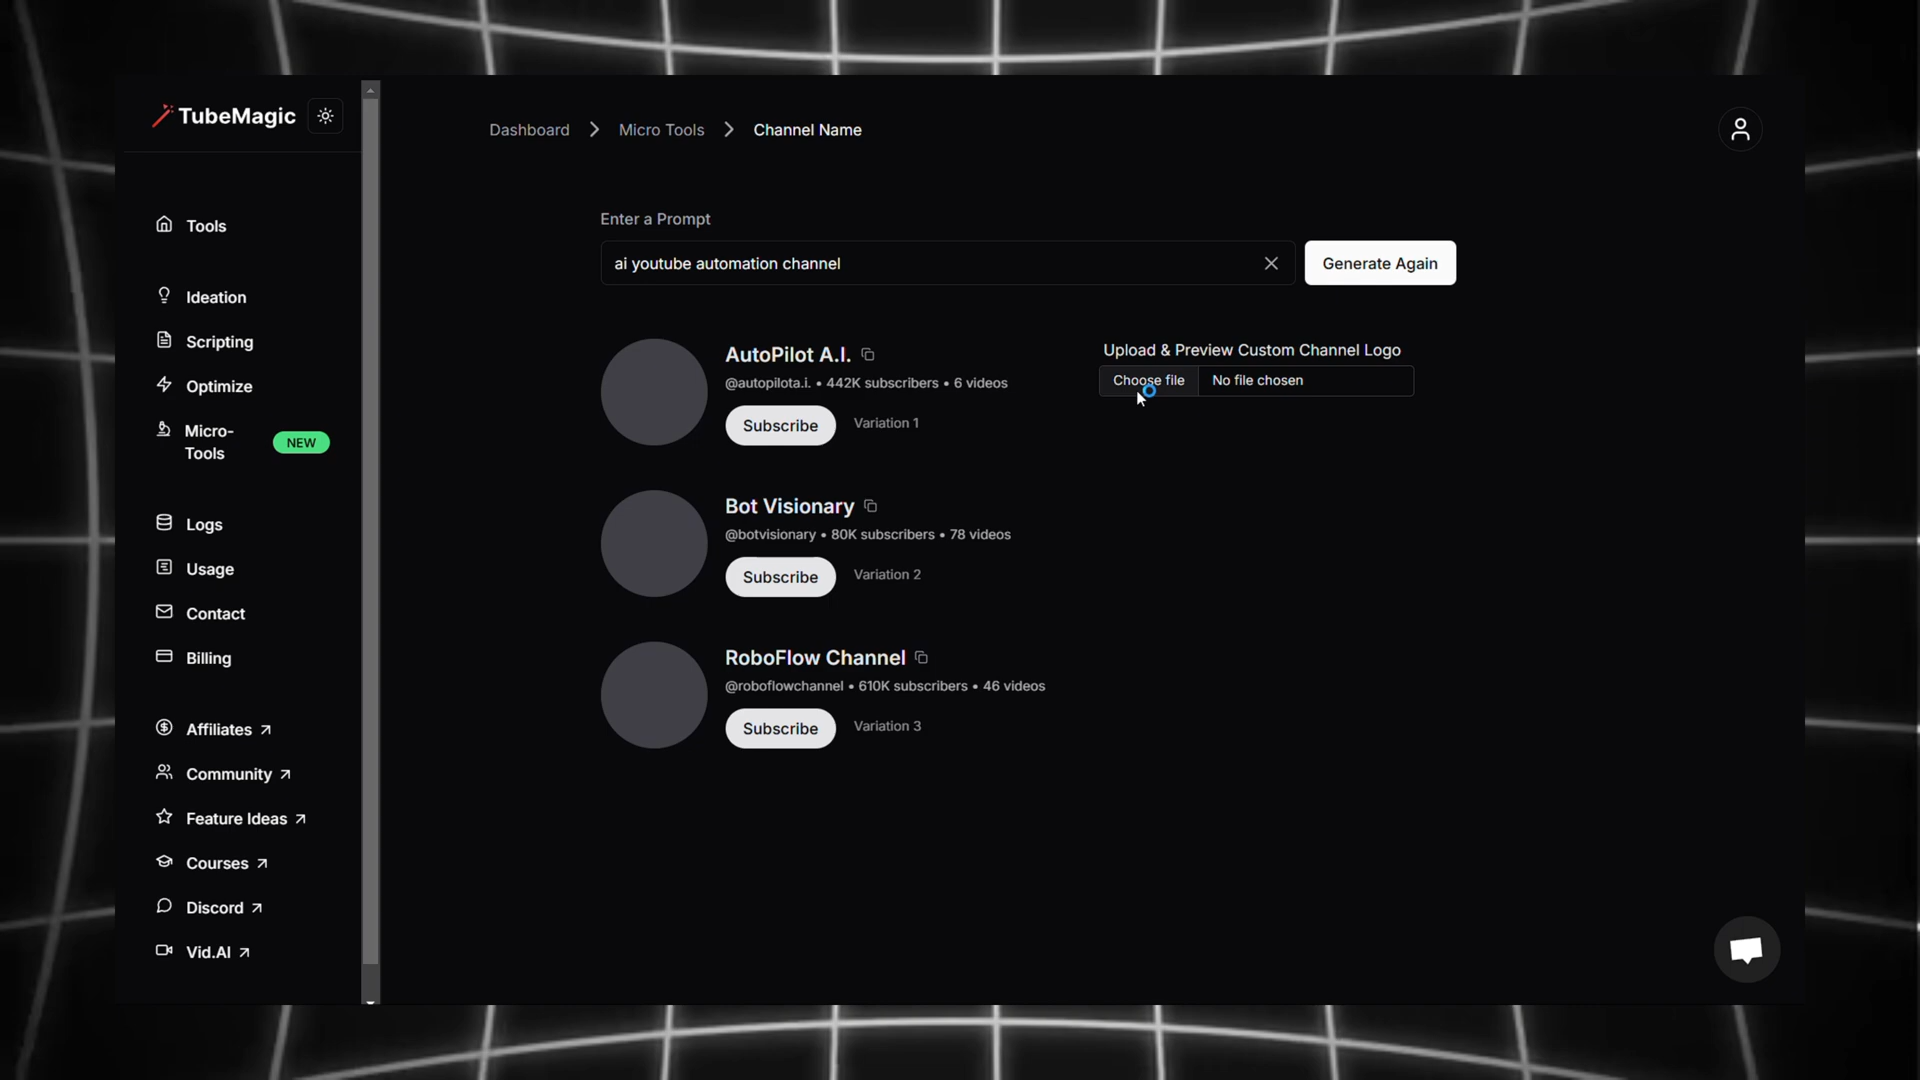 TubeMagic
Tools
Ideation
Scripting
Optimize
Micro-
Tools
NEW
Logs
Usage
Contact
Billing
Affiliates
Community
Feature Ideas
Courses
Discord
Vid.AI
Dashboard > Micro Tools > Channel Name
Enter a Prompt
ai youtube automation channel
Generate Again
AutoPilot A.I.
@autopilota.i. • 442K subscribers • 6 videos
Subscribe Variation 1
Upload & Preview Custom Channel Logo
Choose file No file chosen
Bot Visionary
@botvisionary • 80K subscribers • 78 videos
Subscribe Variation 2
RoboFlow Channel
@roboflowchannel • 610K subscribers • 46 videos
Subscribe Variation 3